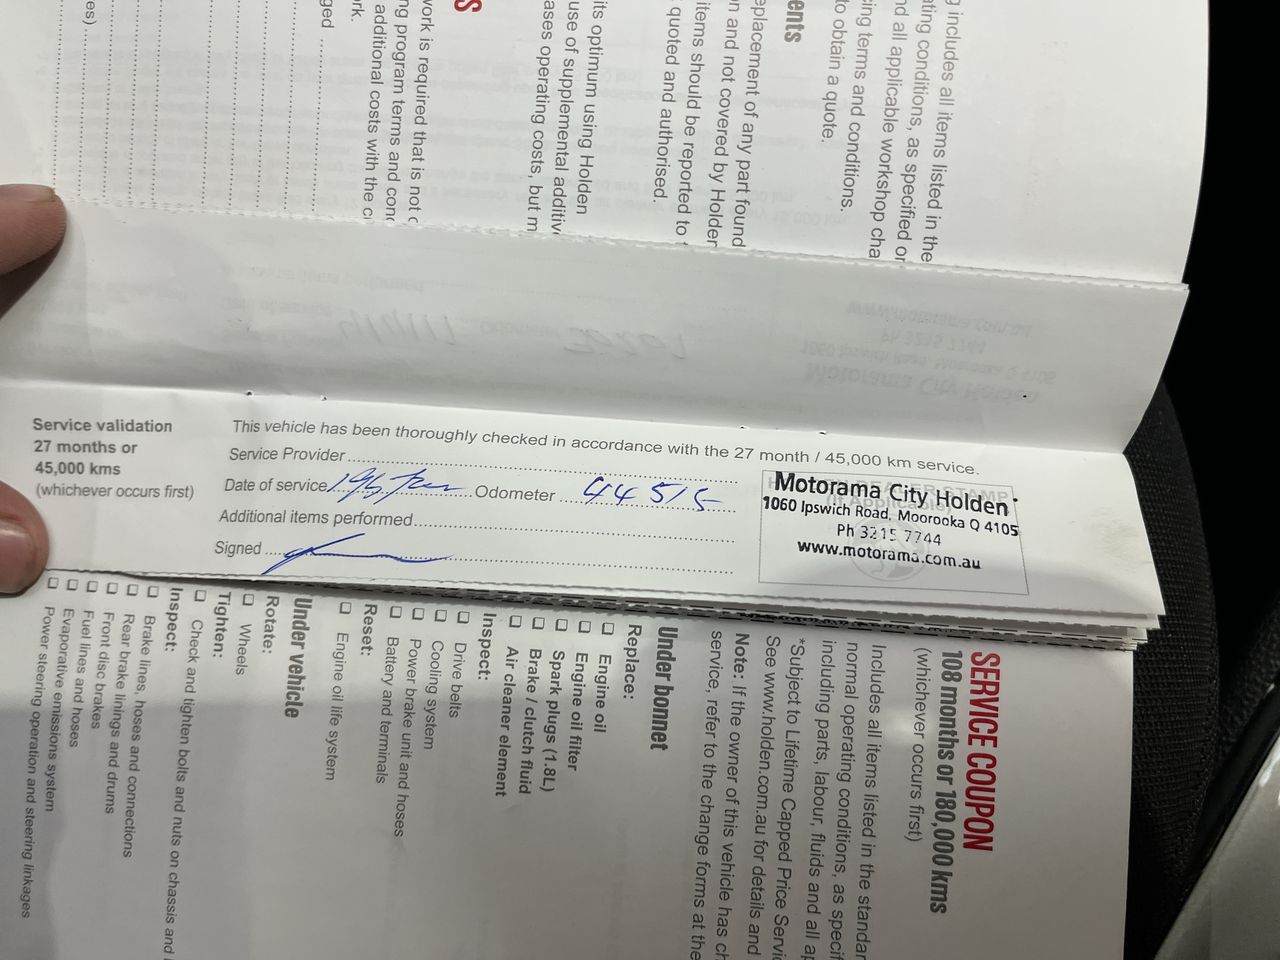 g includes all items listed in the
ating conditions, as specified or
nd all applicable workshop cha
cing terms and conditions.
to obtain a quote.
ents
eplacement of any part found
n and not covered by Holder
items should be reported to
quoted and authorised.
its optimum using Holden
use of supplemental additiv
ases operating costs, but m
S
work is required that is not c
ng program terms and conc
additional costs with the c
rk.
ged
es)
Service validation
27 months or
45,000 kms
(whichever occurs first)
This vehicle has been thoroughly checked in accordance with the 27 month / 45,000 km service.
Service Provider
Date of service Odometer 44515
Additional items performed
Signed
Motorama City Holden
1060 Ipswich Road, Moorooka Q 4105
Ph 3215 7744
www.motorama.com.au
SERVICE COUPON
108 months or 180,000 kms
(whichever occurs first)
Includes all items listed in the standar
normal operating conditions, as specif
including parts, labour, fluids and all ap
*Subject to Lifetime Capped Price Servi
See www.holden.com.au for details and
Note: If the owner of this vehicle has ch
service, refer to the change forms at the
Under bonnet
Replace:
Engine oil
Engine oil filter
Spark plugs (1.8L)
Brake / clutch fluid
Air cleaner element
Inspect:
Drive belts
Cooling system
Power brake unit and hoses
Battery and terminals
Reset:
Engine oil life system
Under vehicle
Rotate:
Wheels
Tighten:
Check and tighten bolts and nuts on chassis and
Inspect:
Brake lines, hoses and connections
Rear brake linings and drums
Front disc brakes
Fuel lines and hoses
Evaporative emissions system
Power steering operation and steering linkages